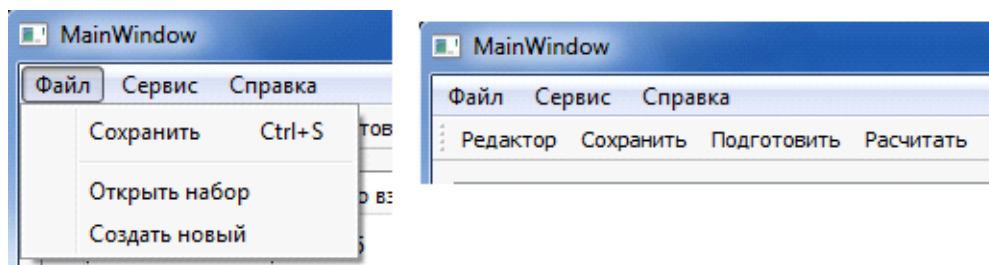 MainWindow
Файл Сервис Справка
Сохранить Ctrl+S
Открыть набор
Создать новый
MainWindow
Файл Сервис Справка
Редактор Сохранить Подготовить Расчитать